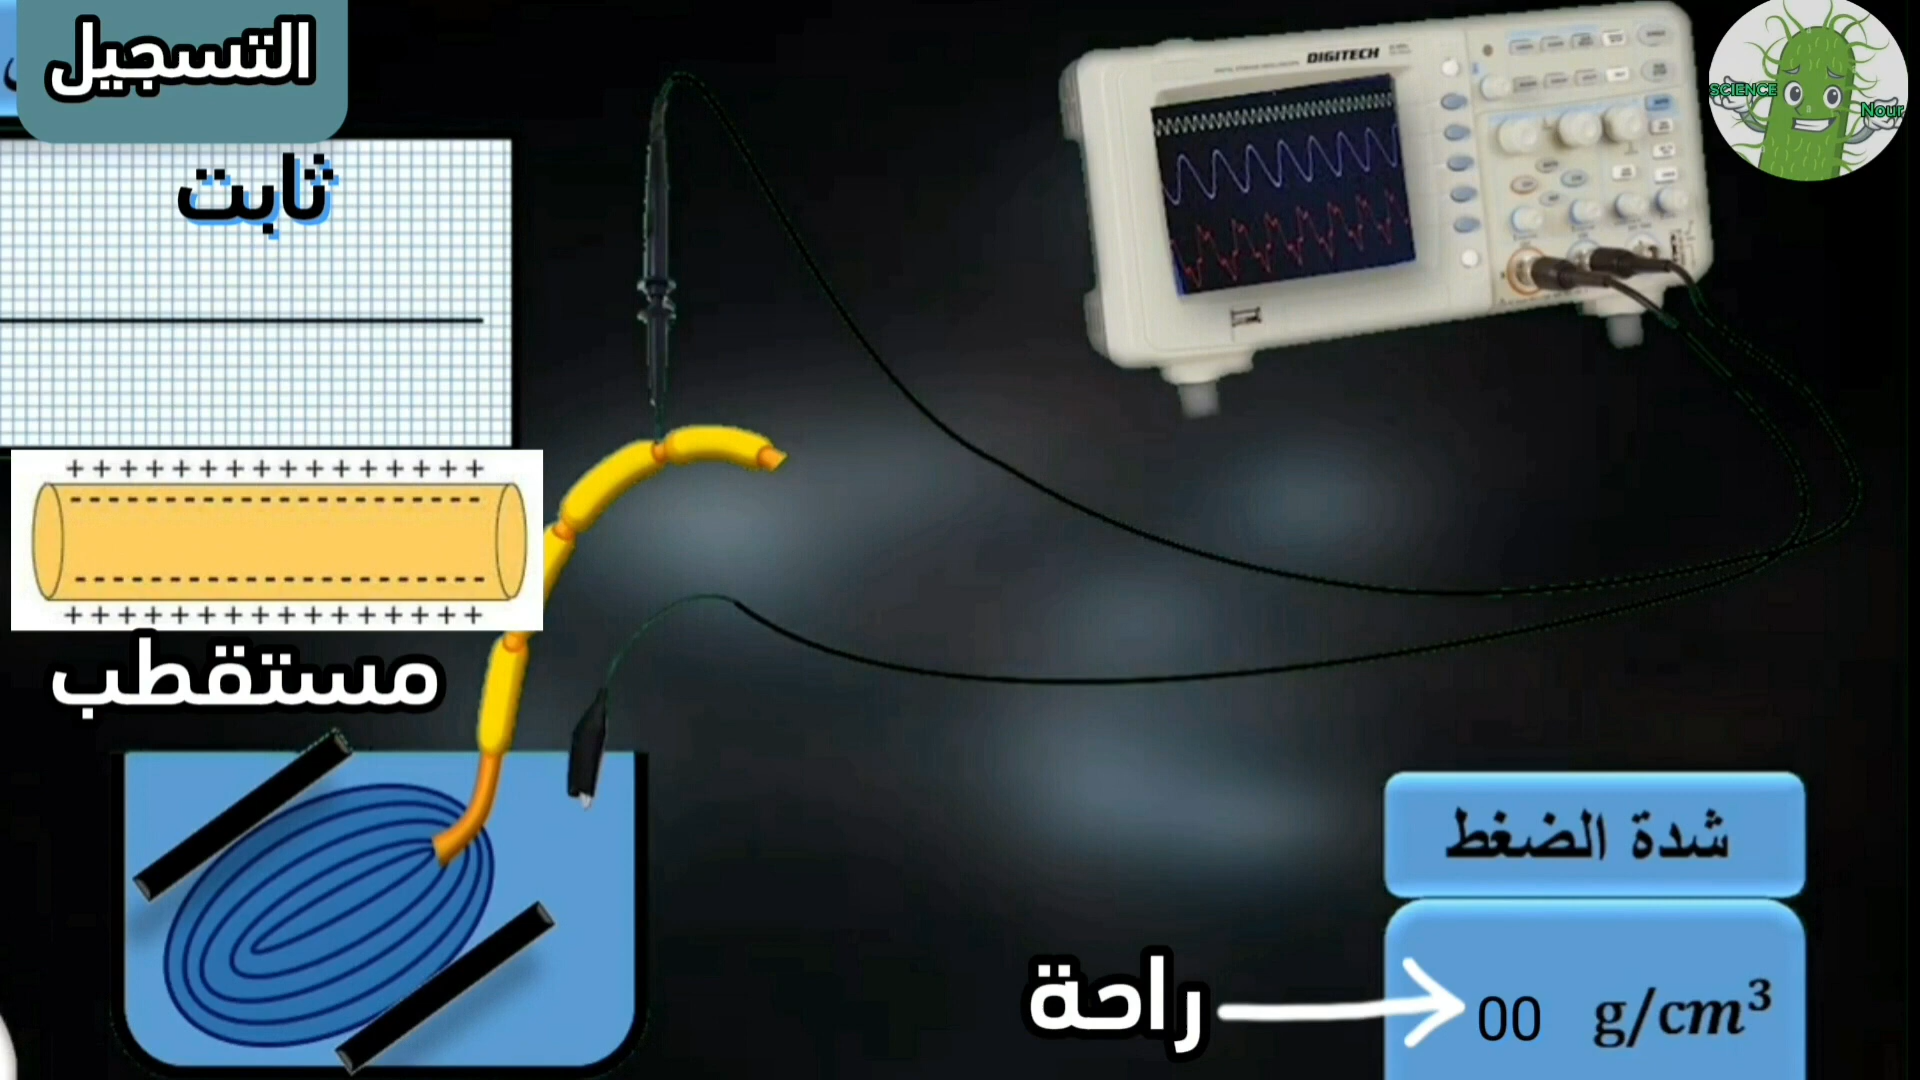 التسجيل
ثابت
DIGITECH
SCIENCE
Nour
+ + + + + + + + + + + + + + + +
- - - - - - - - - - - - - - - - - - - - - -
- - - - - - - - - - - - - - - - - - - - - -
+ + + + + + + + + + + + + + + +
مستقطب
شدة الضغط
راحة
00 g/cm³